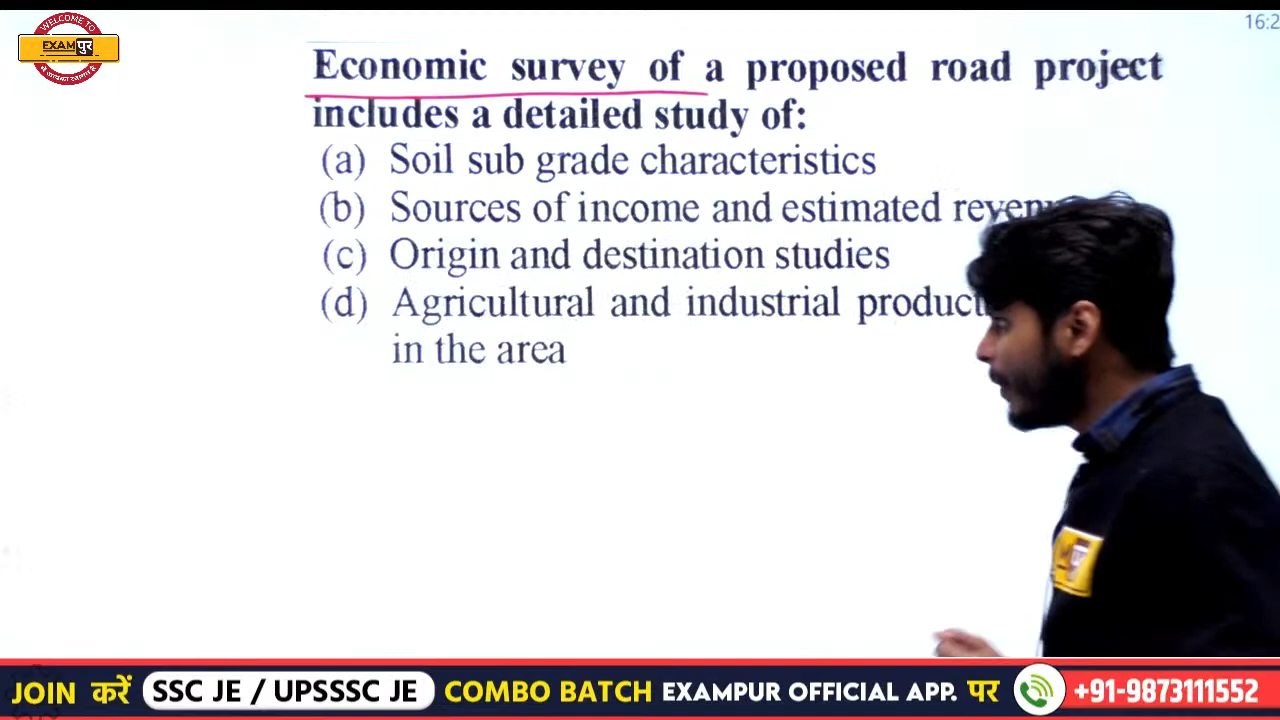 16:2
WELCOME TO
EXAMपुर
Economic survey of a proposed road project
includes a detailed study of:
(a) Soil sub grade characteristics
(b) Sources of income and estimated
(c) Origin and destination studies
(d) Agricultural and industrial
in the area
JOIN करें SSC JE / UPSSSC JE COMBO BATCH EXAMPUR OFFICIAL APP. पर +91-9873111552